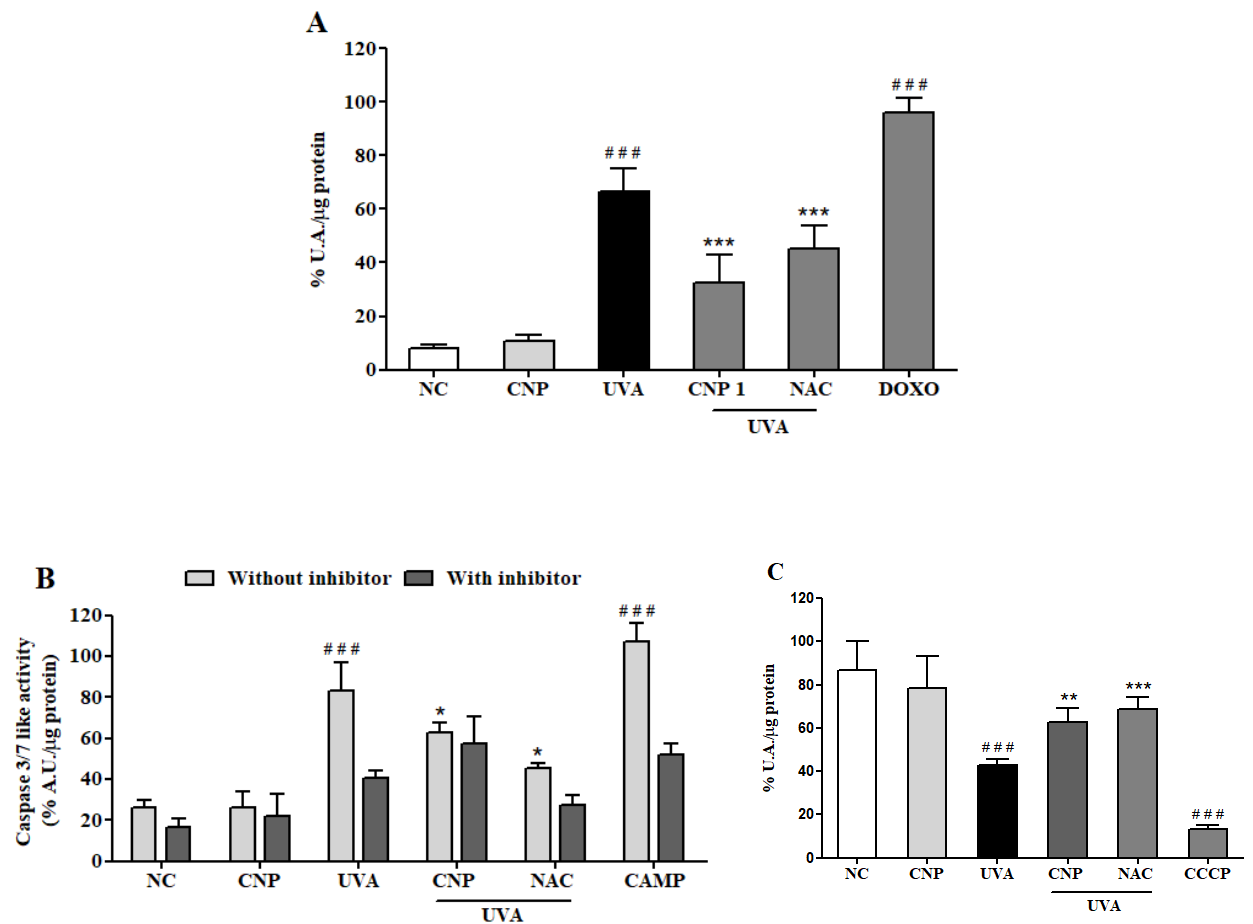 A
% U.A./µg protein
120
100
80
60
40
20
0
###
***
***
###
NC CNP UVA CNP 1 NAC DOXO
UVA
B
Without inhibitor With inhibitor
Caspase 3/7 like activity
(% A.U./µg protein)
120
100
80
60
40
20
0
###
*
*
###
NC CNP UVA CNP NAC CAMP
UVA
C
% U.A./µg protein
120
100
80
60
40
20
0
###
**
***
###
NC CNP UVA CNP NAC CCCP
UVA